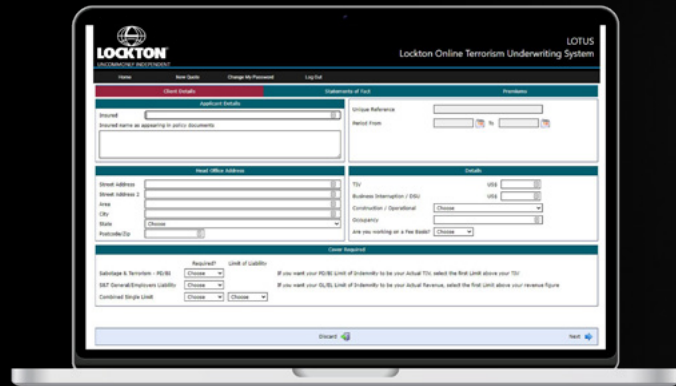 LOCKTON
UNCOMMONLY INDEPENDENT
LOTUS
Lockton Online Terrorism Underwriting System
Home New Quote Change My Password Log Out
Client Details Statements of Fact Premises
Applicant Details
Insured
Insured name as appearing in policy documents
Unique Reference
Period From To
Head Office Address
Street Address
Street Address 2
Area
City
State Choose
Postcode/Zip
Details
TIV US$
Business Interruption / DSU US$
Construction / Operational Choose
Occupancy
Are you working on a Fee Basis? Choose
Cover Required
Required? Limit of Liability
Sabotage & Terrorism - PD/BI Choose If you want your PD/BI Limit of Indemnity to be your Actual TIV, select the first Limit above your TIV
S&T General/Employers Liability Choose If you want your GL/EL Limit of Indemnity to be your Actual Revenue, select the first Limit above your revenue figure
Combined Single Limit Choose Choose
Discard Next